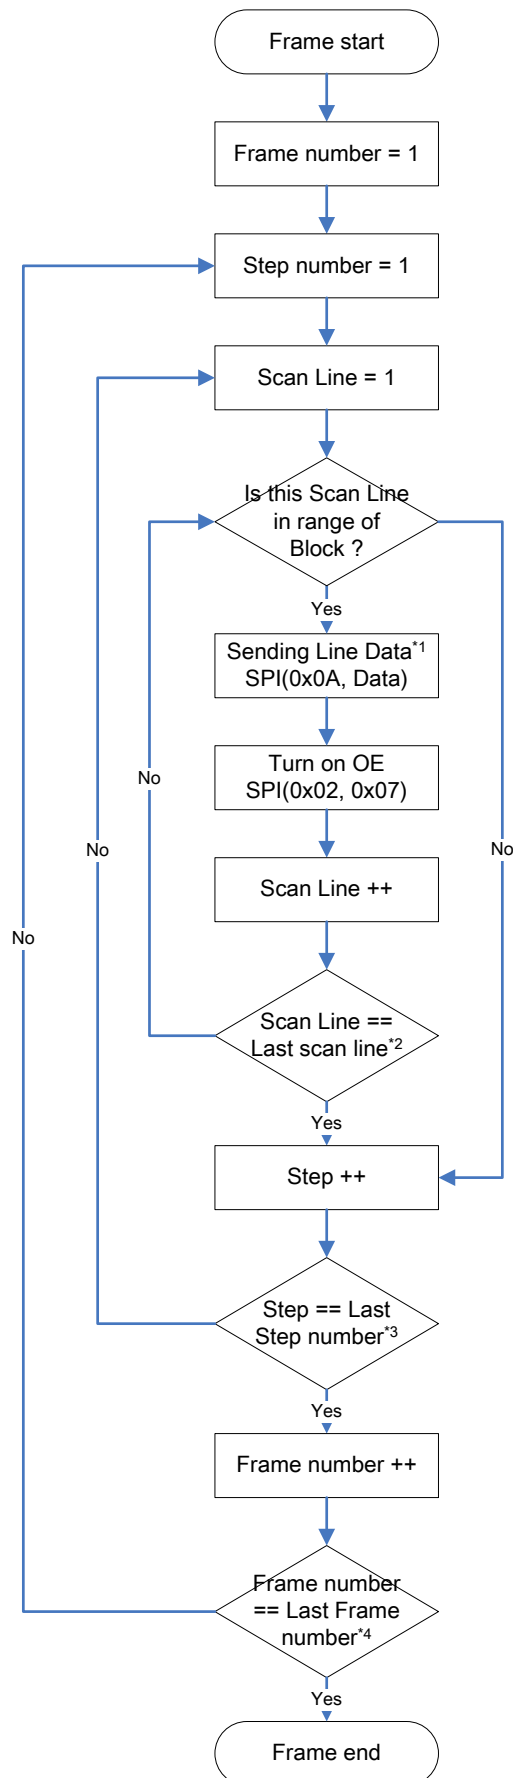 Frame start
Frame number = 1
Step number = 1
Scan Line = 1
Is this Scan Line
in range of
Block ?
Yes
Sending Line Data*1
SPI(0x0A, Data)
Turn on OE
SPI(0x02, 0x07)
No
No
No
Scan Line ++
No
Scan Line ==
Last scan line*2
Yes
Step ++
Step == Last
Step number*3
Yes
Frame number ++
Frame number
== Last Frame
number*4
Yes
Frame end